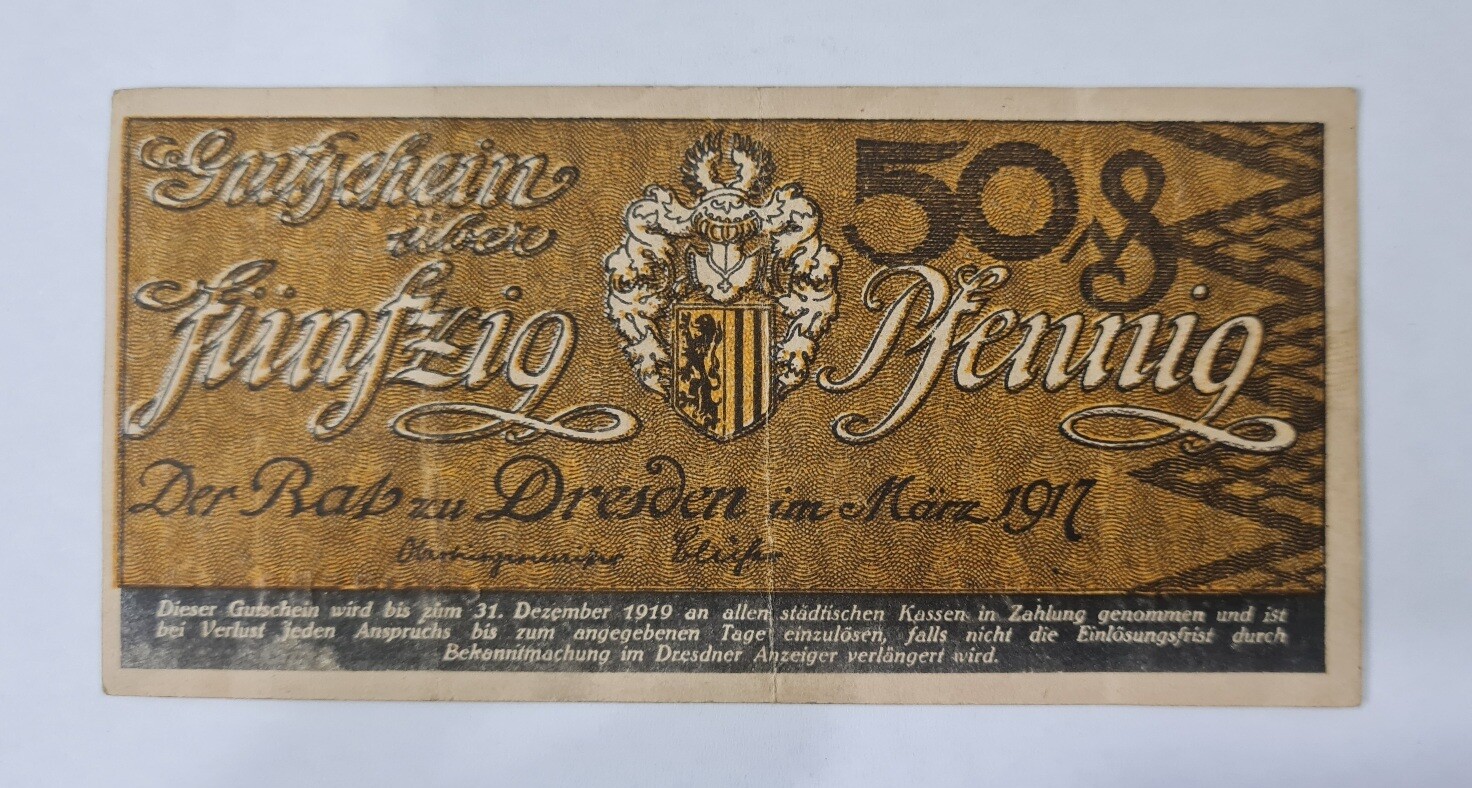 Gutschein
über
fünfzig Pfennig
50 ₰
Der Rat zu Dresden im März 1917
Oberbürgermeister Blüher
Dieser Gutschein wird bis zum 31. Dezember 1919 an allen städtischen Kassen in Zahlung genommen und ist
bei Verlust jeden Anspruchs bis zum angegebenen Tage einzulösen, falls nicht die Einlösungsfrist durch
Bekanntmachung im Dresdner Anzeiger verlängert wird.